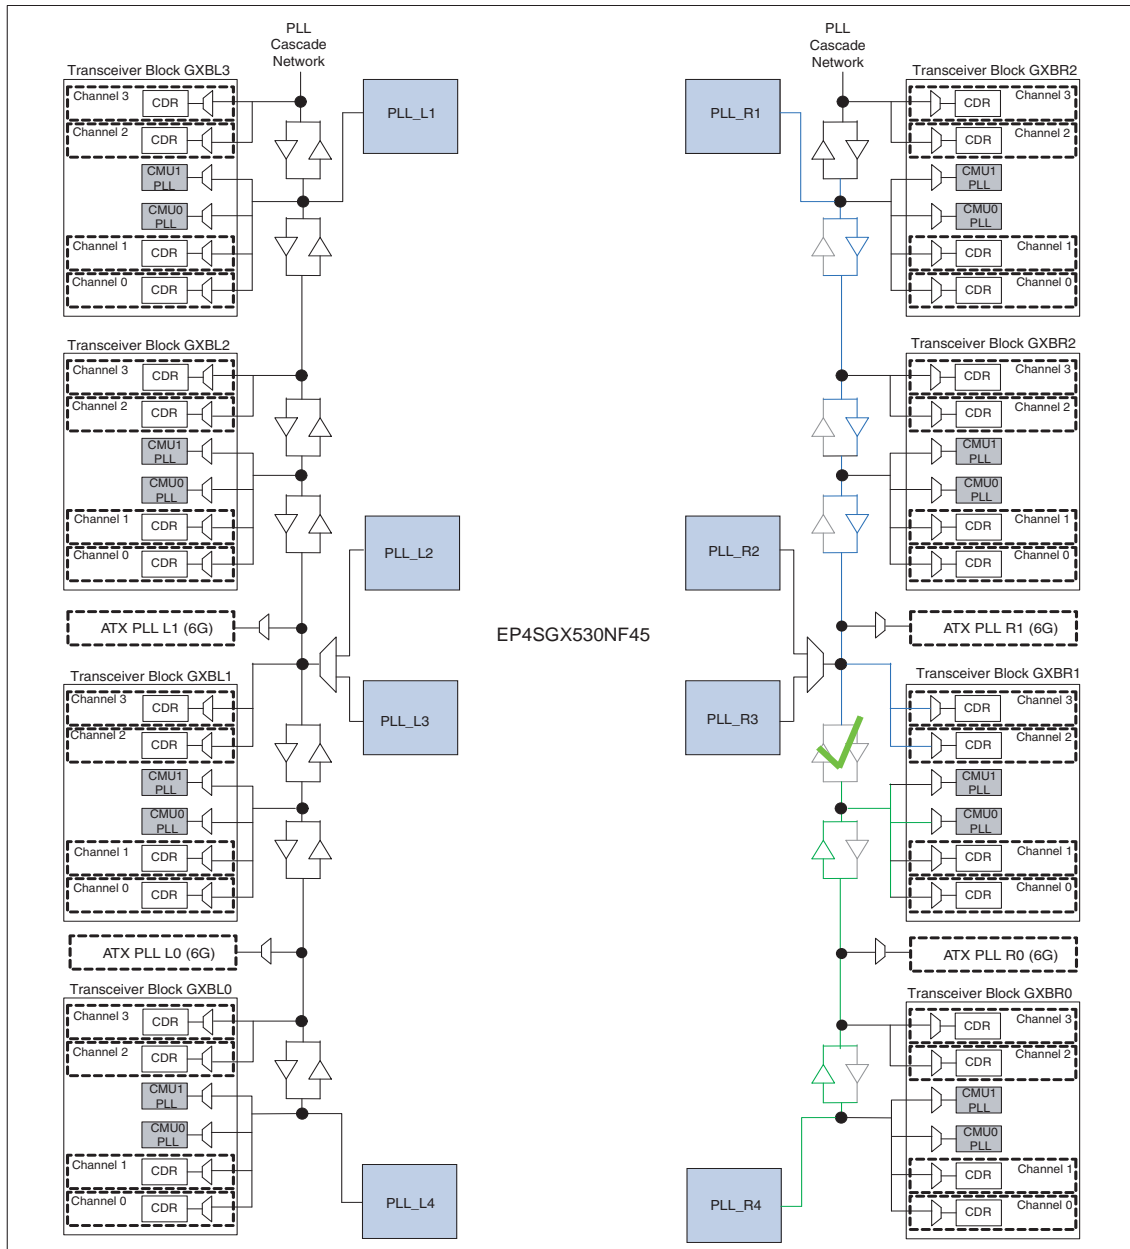 PLL
Cascade
Network
Transceiver Block GXBL3
Channel 3
CDR
Channel 2
CDR
CMU1
PLL
CMU0
PLL
Channel 1
CDR
Channel 0
CDR
PLL_L1
Transceiver Block GXBL2
Channel 3
CDR
Channel 2
CDR
CMU1
PLL
CMU0
PLL
Channel 1
CDR
Channel 0
CDR
PLL_L2
ATX PLL L1 (6G)
Transceiver Block GXBL1
Channel 3
CDR
Channel 2
CDR
CMU1
PLL
CMU0
PLL
Channel 1
CDR
Channel 0
CDR
PLL_L3
ATX PLL L0 (6G)
Transceiver Block GXBL0
Channel 3
CDR
Channel 2
CDR
CMU1
PLL
CMU0
PLL
Channel 1
CDR
Channel 0
CDR
PLL_L4
EP4SGX530NF45
PLL
Cascade
Network
PLL_R1
Transceiver Block GXBR2
CDR
Channel 3
CDR
Channel 2
CMU1
PLL
CMU0
PLL
CDR
Channel 1
CDR
Channel 0
Transceiver Block GXBR2
CDR
Channel 3
CDR
Channel 2
CMU1
PLL
CMU0
PLL
CDR
Channel 1
CDR
Channel 0
PLL_R2
ATX PLL R1 (6G)
PLL_R3
Transceiver Block GXBR1
CDR
Channel 3
CDR
Channel 2
CMU1
PLL
CMU0
PLL
CDR
Channel 1
CDR
Channel 0
ATX PLL R0 (6G)
Transceiver Block GXBR0
CDR
Channel 3
CDR
Channel 2
CMU1
PLL
CMU0
PLL
CDR
Channel 1
CDR
Channel 0
PLL_R4